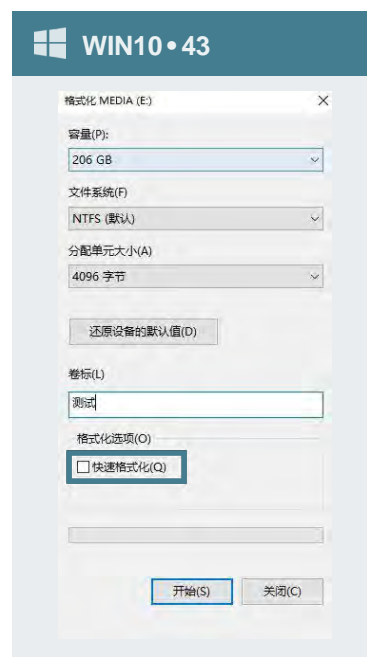 WIN10•43
格式化 MEDIA (E:)
容量(P):
206 GB
文件系统(F)
NTFS (默认)
分配单元大小(A)
4096 字节
还原设备的默认值(D)
卷标(L)
测试
格式化选项(O)
快速格式化(Q)
开始(S)
关闭(C)